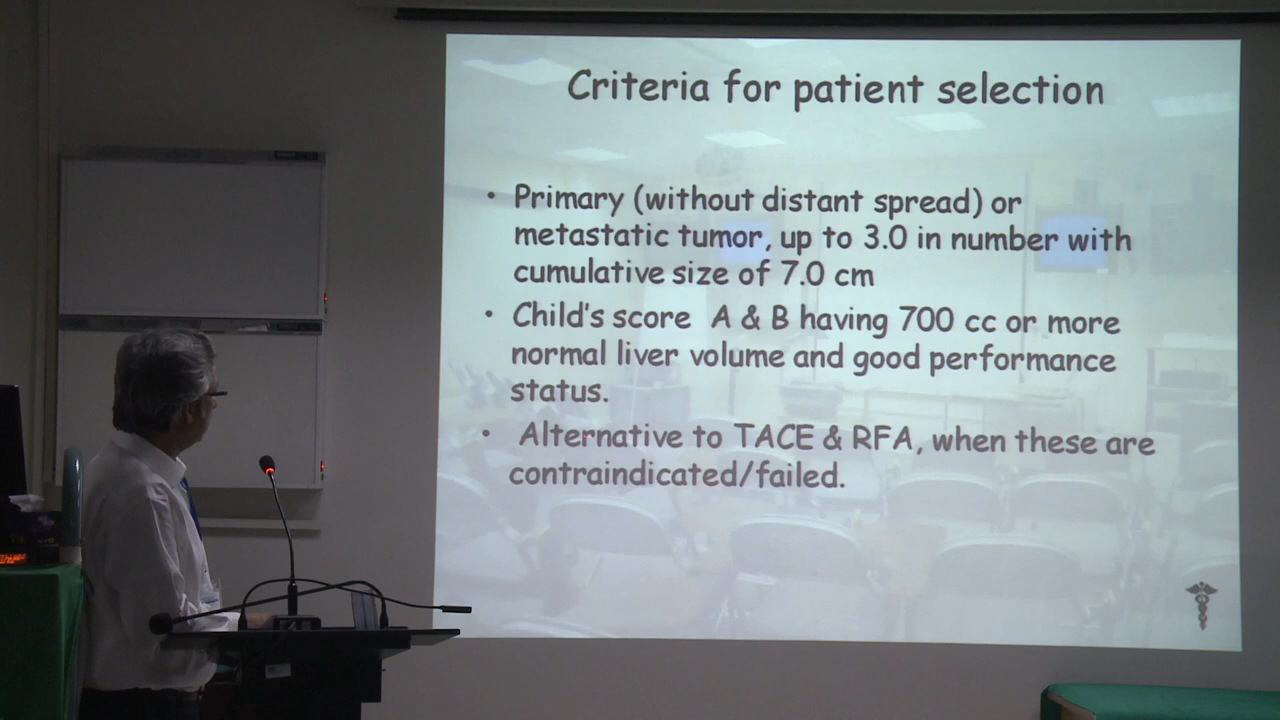 Criteria for patient selection
• Primary (without distant spread) or
metastatic tumor, up to 3.0 in number with
cumulative size of 7.0 cm
• Child's score A & B having 700 cc or more
normal liver volume and good performance
status.
• Alternative to TACE & RFA, when these are
contraindicated/failed.